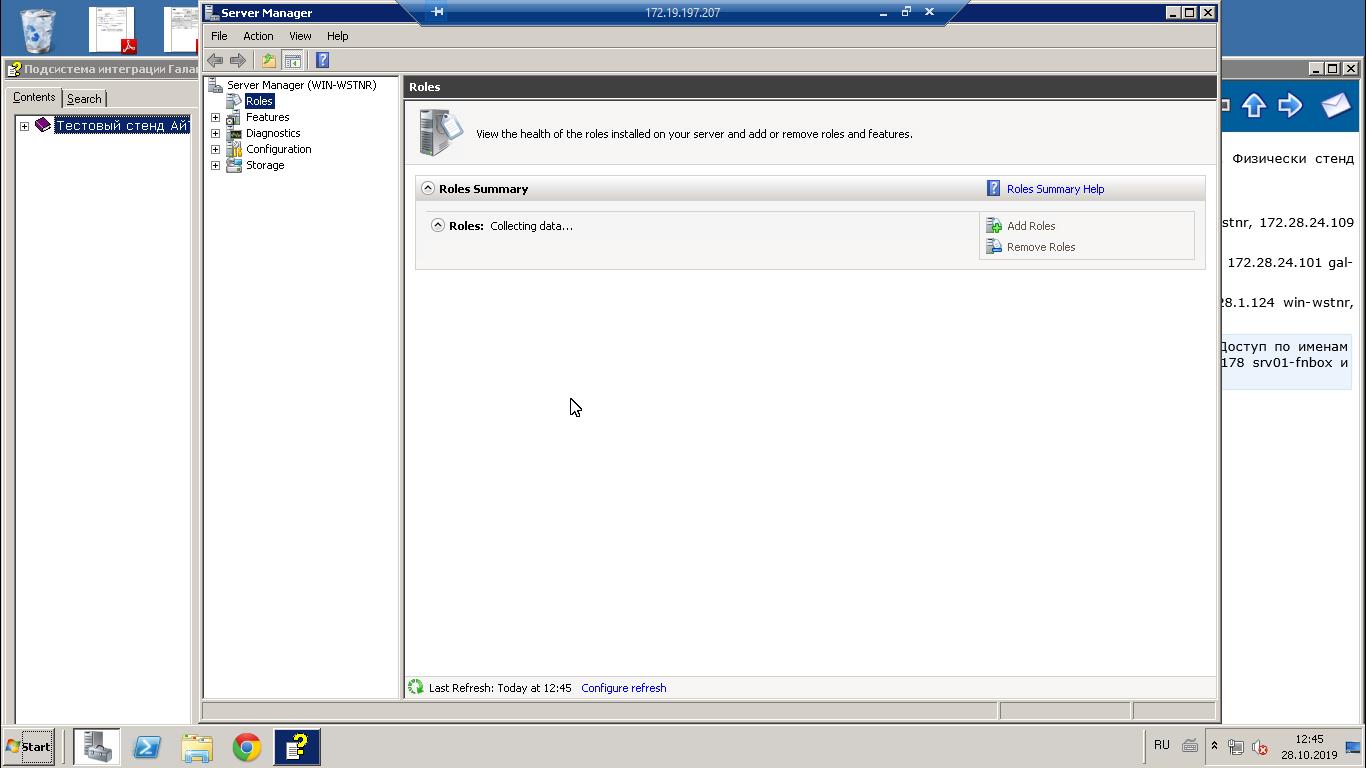 Server Manager
172.19.197.207
File Action View Help
Подсистема интеграции Гала
Contents Search
Тестовый стенд Ай
Server Manager (WIN-WSTNR)
Roles
Features
Diagnostics
Configuration
Storage
Roles
View the health of the roles installed on your server and add or remove roles and features.
Roles Summary
Roles Summary Help
Roles: Collecting data...
Add Roles
Remove Roles
Last Refresh: Today at 12:45 Configure refresh
Физически стенд
stnr, 172.28.24.109
172.28.24.101 gal-
28.1.124 win-wstnr,
Доступ по именам
178 srv01-fnbox и
Start
RU
12:45
28.10.2019